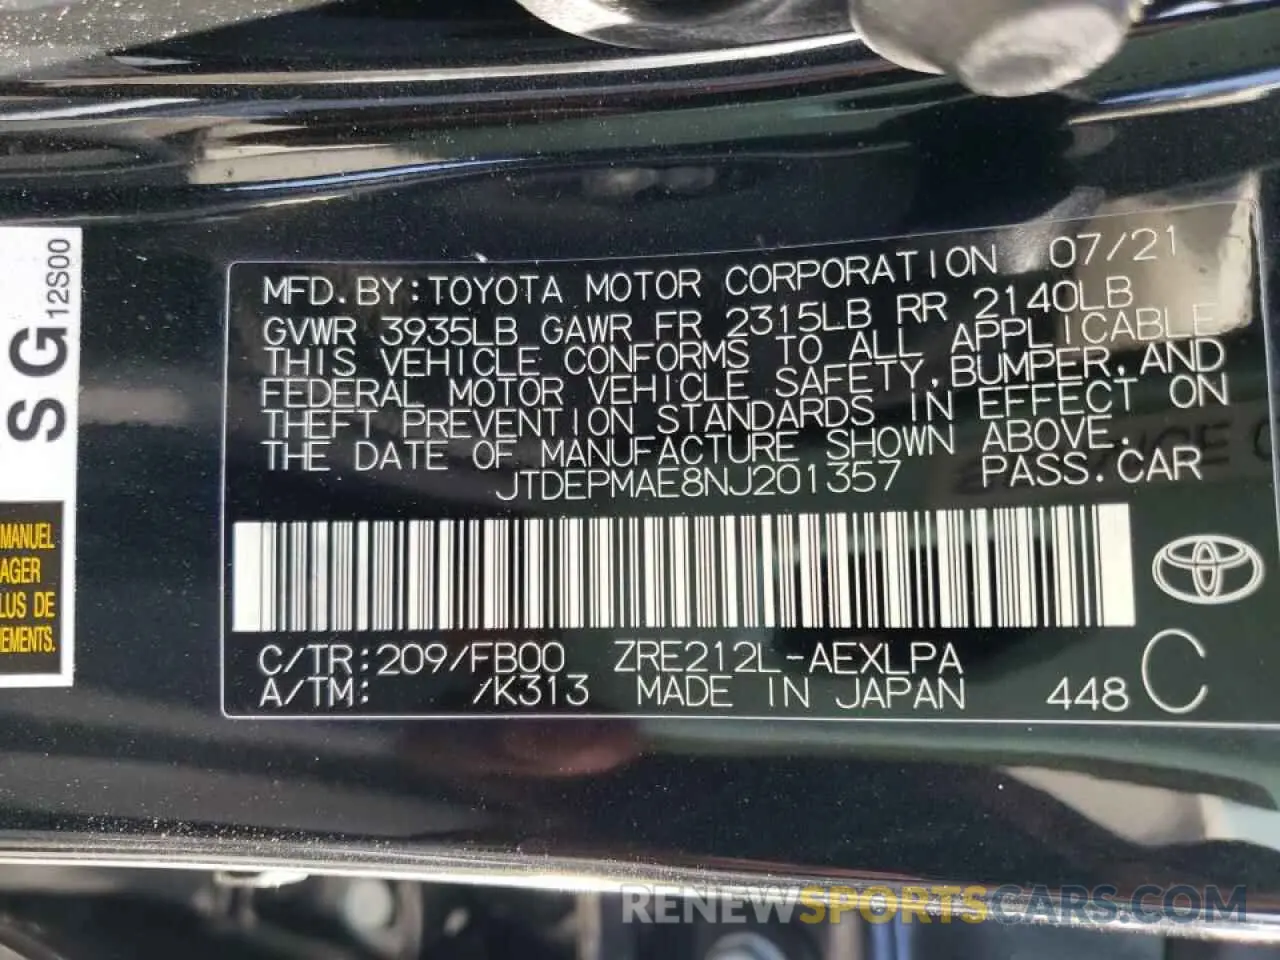 SG 12S00
MANUEL
AGER
LUS DE
EMENTS.
MFD. BY: TOYOTA MOTOR CORPORATION 07/21
GVWR 3935LB GAWR FR 2315LB RR 2140LB
THIS VEHICLE CONFORMS TO ALL APPLICABLE
FEDERAL MOTOR VEHICLE SAFETY, BUMPER, AND
THEFT PREVENTION STANDARDS IN EFFECT ON
THE DATE OF MANUFACTURE SHOWN ABOVE.
JTDEPMAE8NJ201357 PASS. CAR
C/TR: 209/FB00 ZRE212L-AEXLPA
A/TM: /K313 MADE IN JAPAN 448 C
RENEWSPORTSCARS.COM